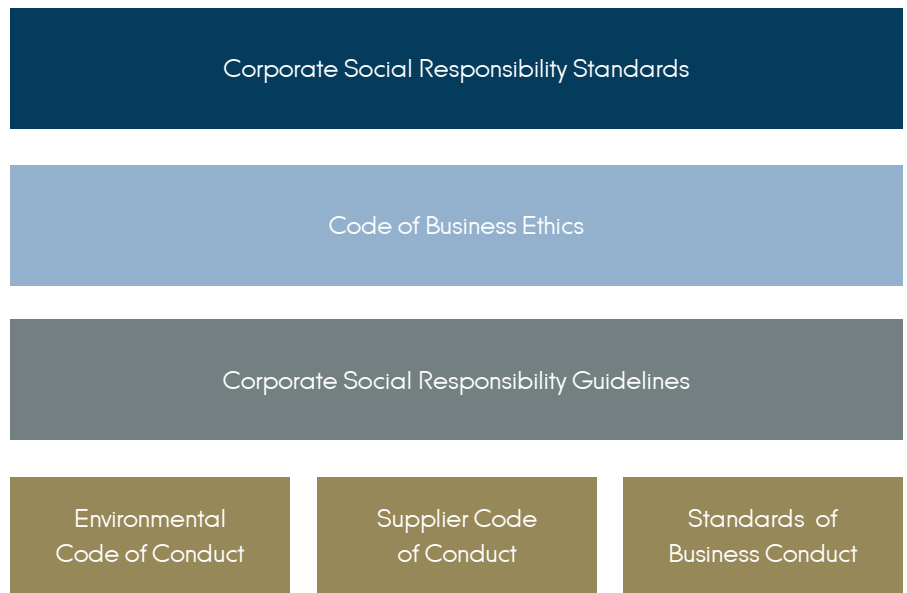 Corporate Social Responsibility Standards
Code of Business Ethics
Corporate Social Responsibility Guidelines
Environmental
Code of Conduct
Supplier Code
of Conduct
Standards of
Business Conduct